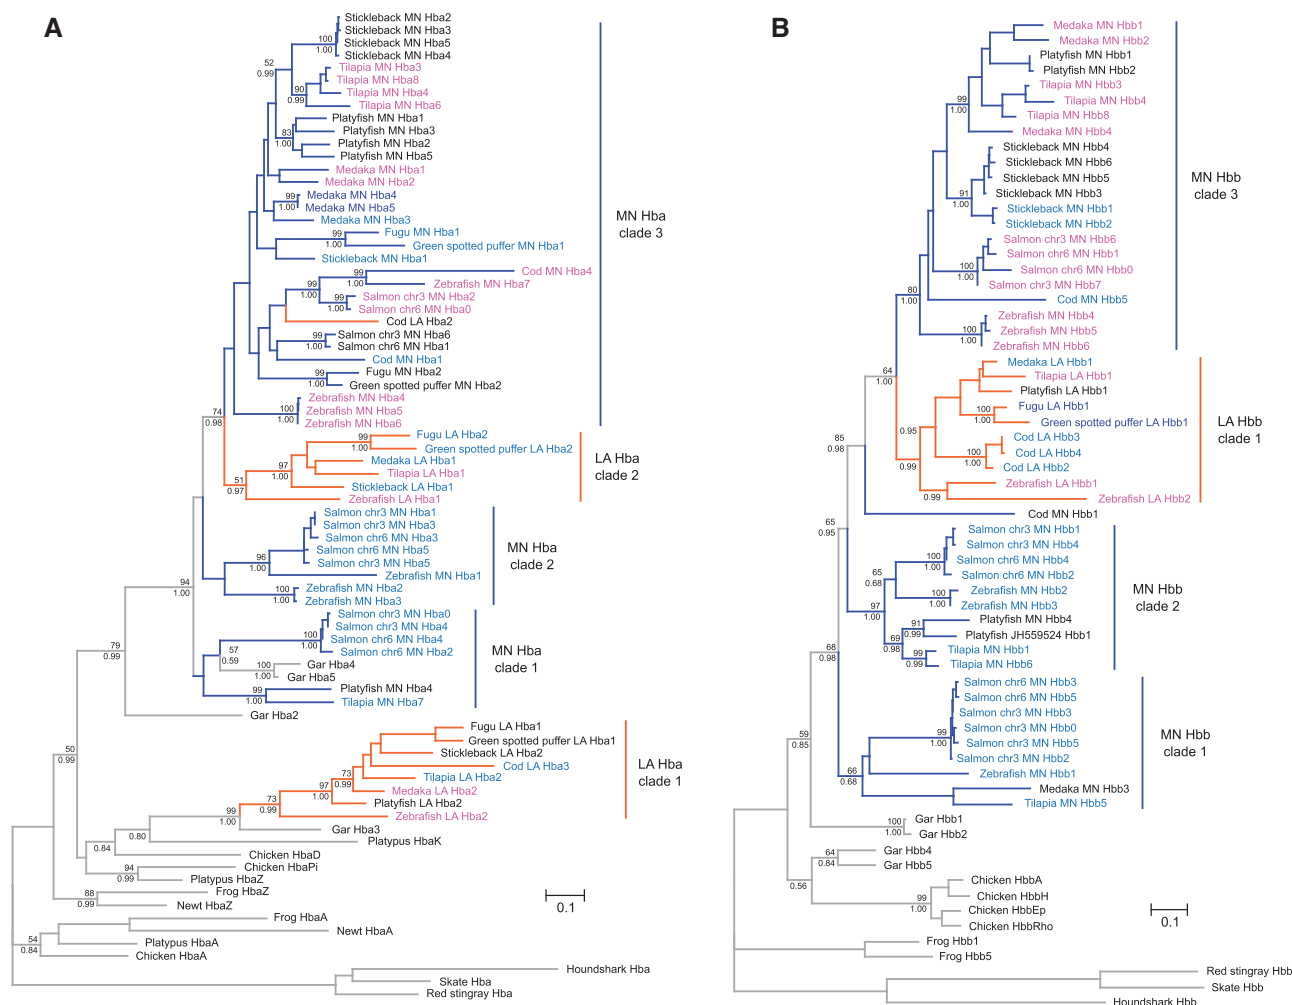 A
Stickleback MN Hba2
Stickleback MN Hba3
100
Stickleback MN Hba5
1.00
Stickleback MN Hba4
52
0.99
Tilapia MN Hba3
Tilapia MN Hba8
90
0.99
Tilapia MN Hba4
Tilapia MN Hba6
Platyfish MN Hba1
83
1.00
Platyfish MN Hba3
Platyfish MN Hba2
Platyfish MN Hba5
Medaka MN Hba1
Medaka MN Hba2
99
1.00
Medaka MN Hba4
Medaka MN Hba5
Medaka MN Hba3
MN Hba
clade 3
99
1.00
Fugu MN Hba1
Green spotted puffer MN Hba1
Stickleback MN Hba1
99
Cod MN Hba4
1.00
Zebrafish MN Hba7
99
1.00
99
1.00
Salmon chr3 MN Hba2
Salmon chr6 MN Hba0
Cod LA Hba2
99
1.00
Salmon chr3 MN Hba6
Salmon chr6 MN Hba1
Cod MN Hba1
99
1.00
Fugu MN Hba2
Green spotted puffer MN Hba2
Zebrafish MN Hba4
100
1.00
Zebrafish MN Hba5
Zebrafish MN Hba6
74
0.98
99
1.00
Fugu LA Hba2
Green spotted puffer LA Hba2
Medaka LA Hba1
97
1.00
Tilapia LA Hba1
51
0.97
Stickleback LA Hba1
Zebrafish LA Hba1
LA Hba
clade 2
Salmon chr3 MN Hba1
Salmon chr3 MN Hba3
Salmon chr6 MN Hba3
Salmon chr6 MN Hba5
96
1.00
Salmon chr3 MN Hba5
Zebrafish MN Hba1
100
1.00
Zebrafish MN Hba2
Zebrafish MN Hba3
MN Hba
clade 2
94
1.00
Salmon chr3 MN Hba0
Salmon chr3 MN Hba4
100
1.00
Salmon chr6 MN Hba4
Salmon chr6 MN Hba2
57
0.59
100
1.00
Gar Hba4
Gar Hba5
99
1.00
Platyfish MN Hba4
Tilapia MN Hba7
MN Hba
clade 1
79
0.99
Gar Hba2
Fugu LA Hba1
Green spotted puffer LA Hba1
Stickleback LA Hba2
Cod LA Hba3
73
0.99
Tilapia LA Hba2
97
1.00
Medaka LA Hba2
73
0.99
Platyfish LA Hba2
Zebrafish LA Hba2
LA Hba
clade 1
50
0.99
99
1.00
Gar Hba3
0.80
Platypus HbaK
0.84
Chicken HbaD
94
0.99
Chicken HbaPi
Platypus HbaZ
88
0.99
Frog HbaZ
Newt HbaZ
Frog HbaA
Newt HbaA
54
0.84
Platypus HbaA
Chicken HbaA
0.1
Houndshark Hba
Skate Hba
Red stingray Hba
B
Medaka MN Hbb1
Medaka MN Hbb2
Platyfish MN Hbb1
Platyfish MN Hbb2
99
1.00
Tilapia MN Hbb3
Tilapia MN Hbb4
Tilapia MN Hbb8
Medaka MN Hbb4
Stickleback MN Hbb4
Stickleback MN Hbb6
Stickleback MN Hbb5
91
1.00
Stickleback MN Hbb3
Stickleback MN Hbb1
Stickleback MN Hbb2
MN Hbb
clade 3
Salmon chr3 MN Hbb6
Salmon chr6 MN Hbb1
100
1.00
Salmon chr6 MN Hbb0
Salmon chr3 MN Hbb7
80
1.00
Cod MN Hbb5
Zebrafish MN Hbb4
100
1.00
Zebrafish MN Hbb5
Zebrafish MN Hbb6
64
1.00
Medaka LA Hbb1
Tilapia LA Hbb1
Platyfish LA Hbb1
100
1.00
Fugu LA Hbb1
Green spotted puffer LA Hbb1
0.95
Cod LA Hbb3
100
1.00
Cod LA Hbb4
Cod LA Hbb2
0.99
0.99
Zebrafish LA Hbb1
Zebrafish LA Hbb2
LA Hbb
clade 1
85
0.98
Cod MN Hbb1
65
0.95
Salmon chr3 MN Hbb1
Salmon chr3 MN Hbb4
100
1.00
Salmon chr6 MN Hbb4
Salmon chr6 MN Hbb2
65
0.68
100
1.00
Zebrafish MN Hbb2
Zebrafish MN Hbb3
97
1.00
91
0.99
Platyfish MN Hbb4
Platyfish JH559524 Hbb1
69
0.98
99
0.99
Tilapia MN Hbb1
Tilapia MN Hbb6
MN Hbb
clade 2
68
0.98
Salmon chr6 MN Hbb3
Salmon chr6 MN Hbb5
Salmon chr3 MN Hbb3
99
1.00
Salmon chr3 MN Hbb0
Salmon chr3 MN Hbb5
Salmon chr3 MN Hbb2
66
0.68
Zebrafish MN Hbb1
Medaka MN Hbb3
Tilapia MN Hbb5
MN Hbb
clade 1
59
0.85
100
1.00
Gar Hbb1
Gar Hbb2
64
0.84
Gar Hbb4
Gar Hbb5
0.56
99
1.00
Chicken HbbA
Chicken HbbH
Chicken HbbEp
Chicken HbbRho
0.1
Frog Hbb1
Frog Hbb5
Red stingray Hbb
Skate Hbb
Houndshark Hbb